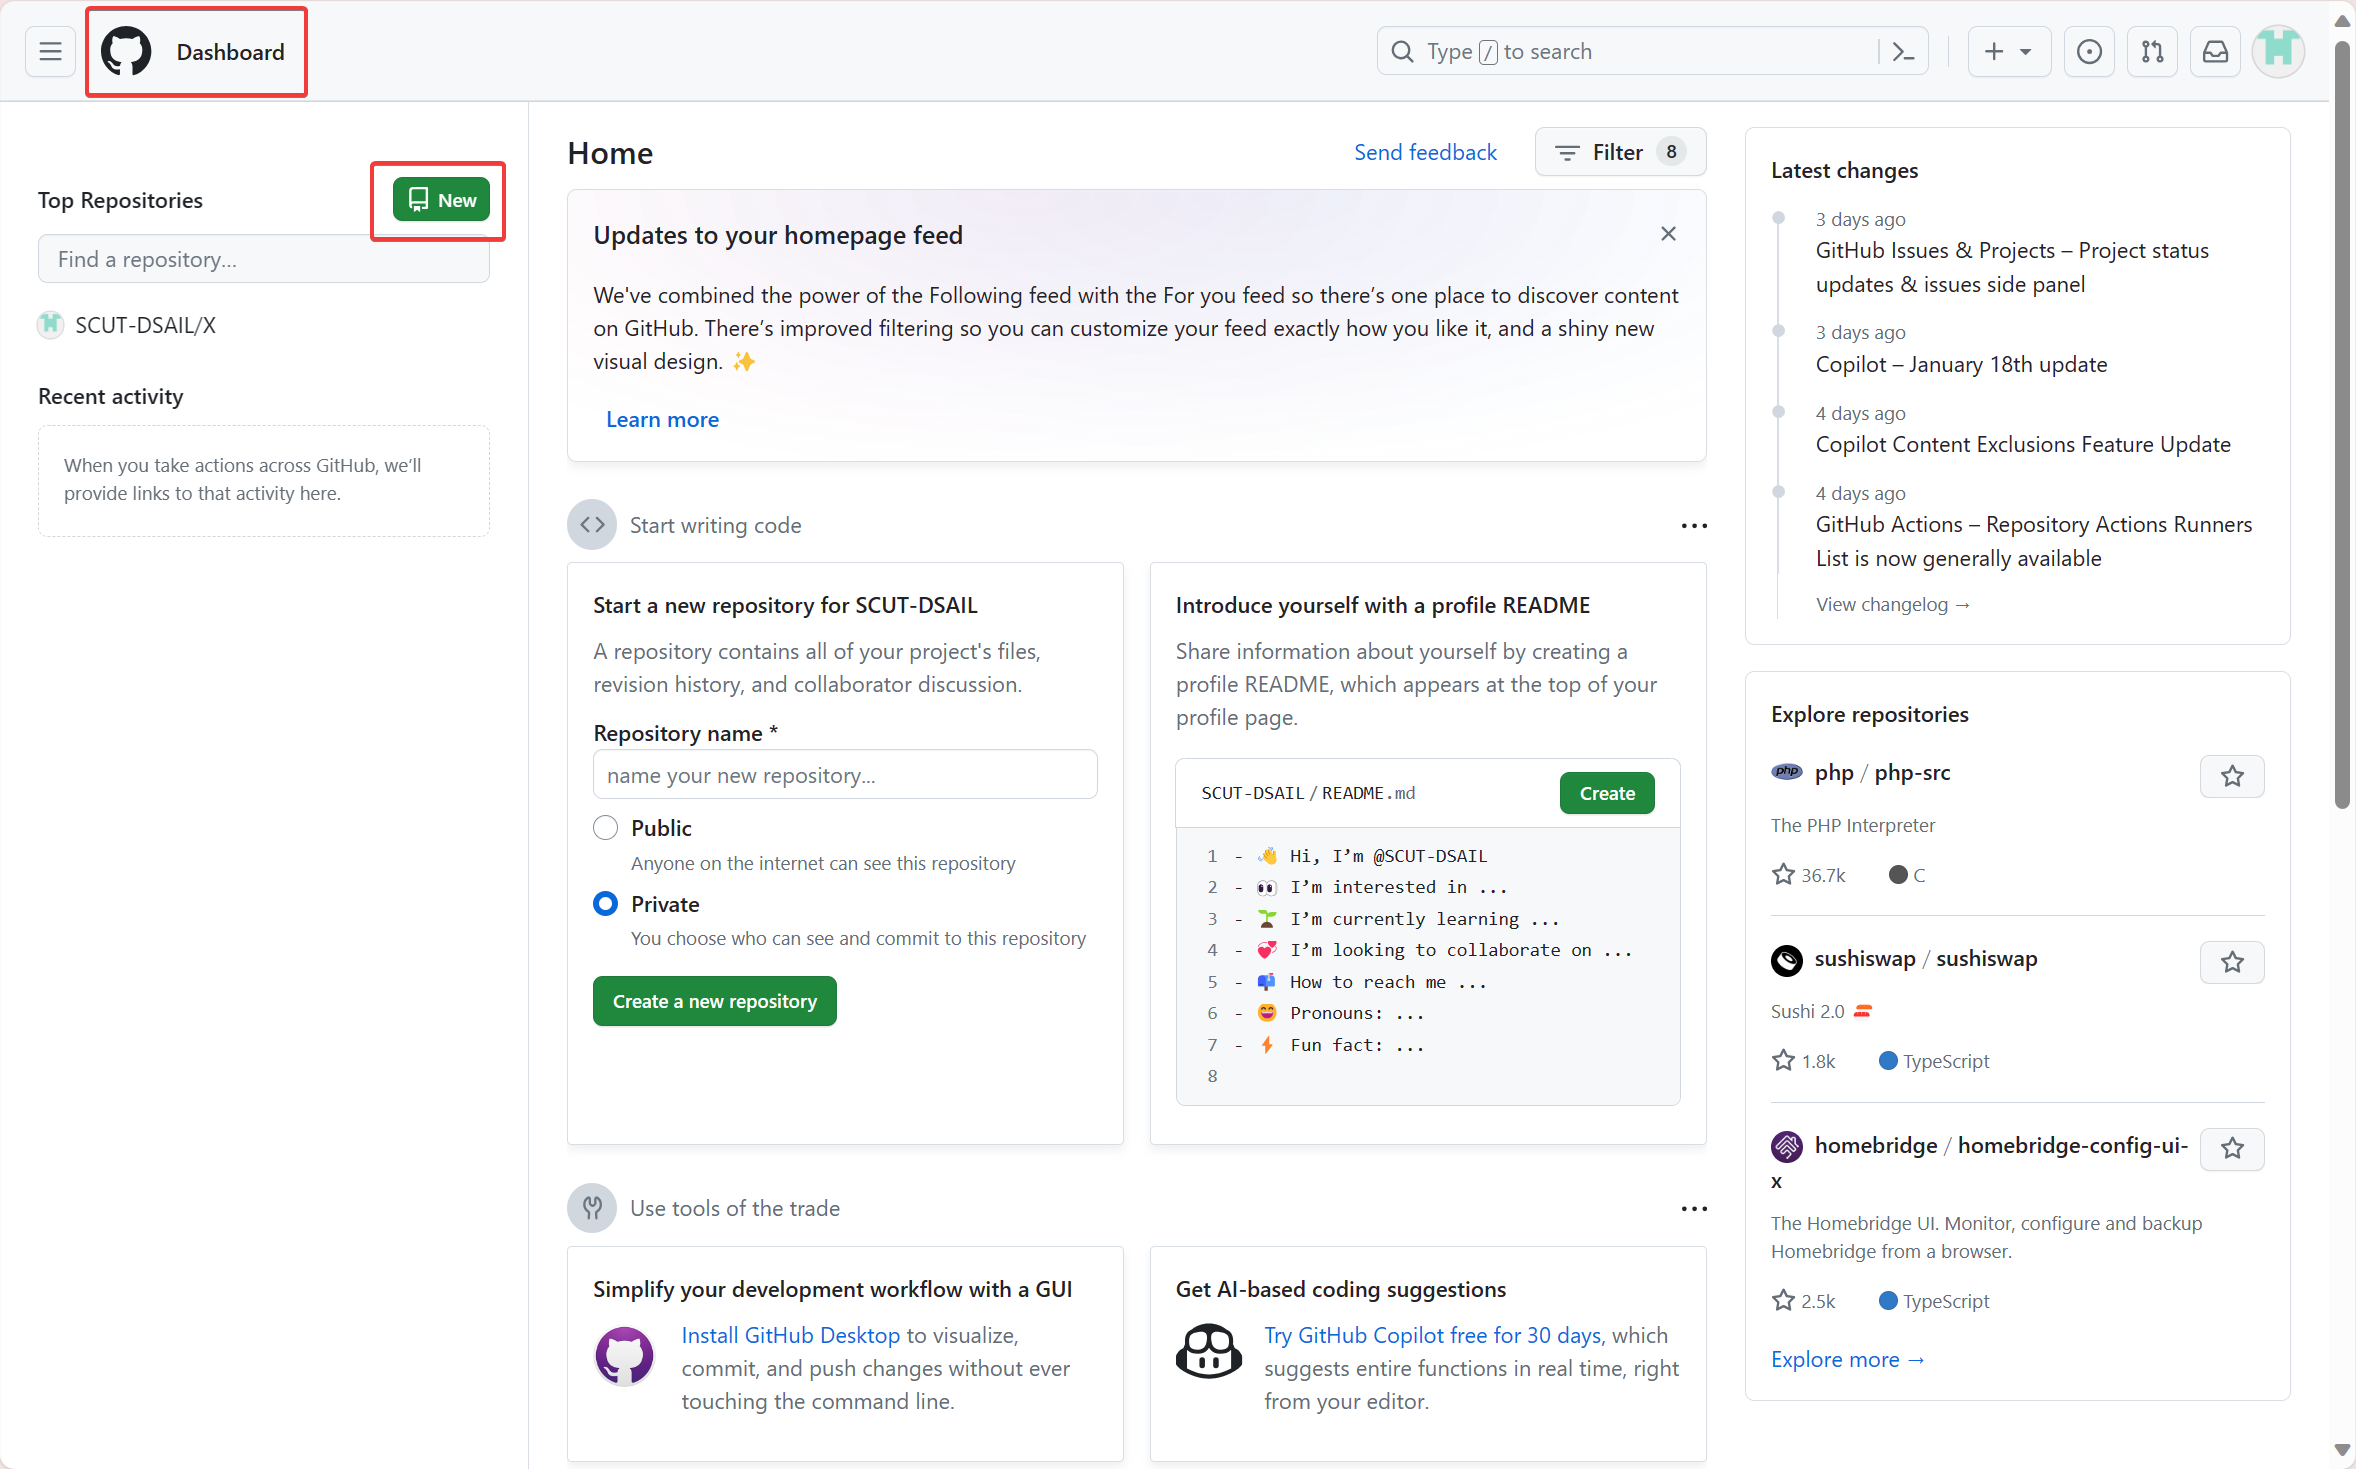 Dashboard
Type / to search
Top Repositories
New
Find a repository...
SCUT-DSAIL/X
Recent activity
When you take actions across GitHub, we'll
provide links to that activity here.
Home
Send feedback
Filter 8
Updates to your homepage feed
We've combined the power of the Following feed with the For you feed so there's one place to discover content
on GitHub. There's improved filtering so you can customize your feed exactly how you like it, and a shiny new
visual design. ✨
Learn more
Start writing code
Start a new repository for SCUT-DSAIL
A repository contains all of your project's files,
revision history, and collaborator discussion.
Repository name *
name your new repository...
Public
Anyone on the internet can see this repository
Private
You choose who can see and commit to this repository
Create a new repository
Introduce yourself with a profile README
Share information about yourself by creating a
profile README, which appears at the top of your
profile page.
SCUT-DSAIL / README.md
Create
1 - 👋 Hi, I'm @SCUT-DSAIL
2 - 👀 I'm interested in ...
3 - 🌱 I'm currently learning ...
4 - 💞️ I'm looking to collaborate on ...
5 - 📫 How to reach me ...
6 - 😄 Pronouns: ...
7 - ⚡ Fun fact: ...
8
Use tools of the trade
Simplify your development workflow with a GUI
Install GitHub Desktop to visualize,
commit, and push changes without ever
touching the command line.
Get AI-based coding suggestions
Try GitHub Copilot free for 30 days, which
suggests entire functions in real time, right
from your editor.
Latest changes
3 days ago
GitHub Issues & Projects – Project status
updates & issues side panel
3 days ago
Copilot – January 18th update
4 days ago
Copilot Content Exclusions Feature Update
4 days ago
GitHub Actions – Repository Actions Runners
List is now generally available
View changelog →
Explore repositories
php php / php-src
The PHP Interpreter
36.7k C
sushiswap / sushiswap
Sushi 2.0 🍣
1.8k TypeScript
homebridge / homebridge-config-ui-
x
The Homebridge UI. Monitor, configure and backup
Homebridge from a browser.
2.5k TypeScript
Explore more →